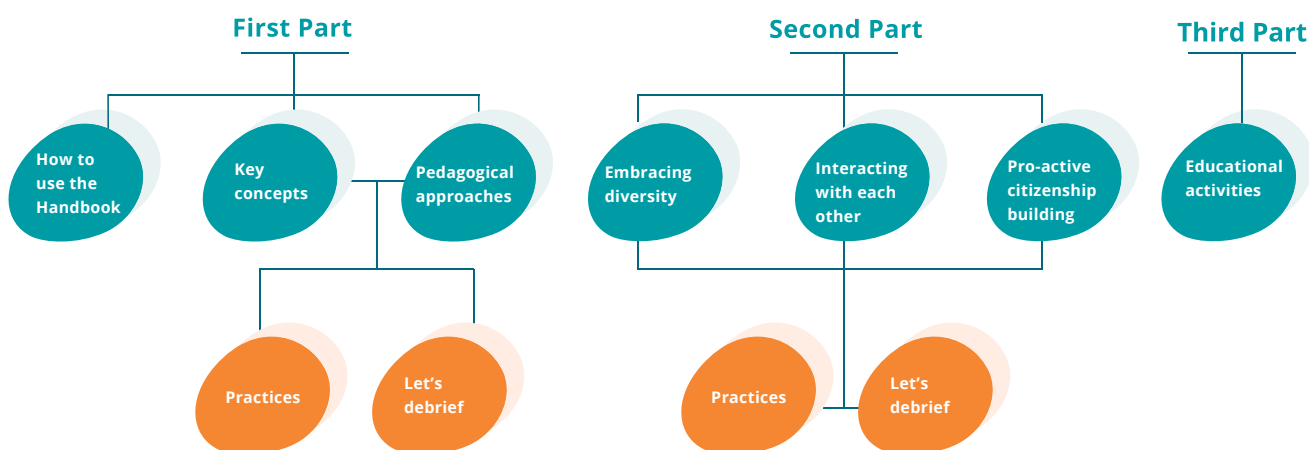 First Part
Second Part
Third Part
How to
use the
Handbook
Key
concepts
Pedagogical
approaches
Embracing
diversity
Interacting
with each
other
Pro-active
citizenship
building
Educational
activities
Practices
Let's
debrief
Practices
Let's
debrief